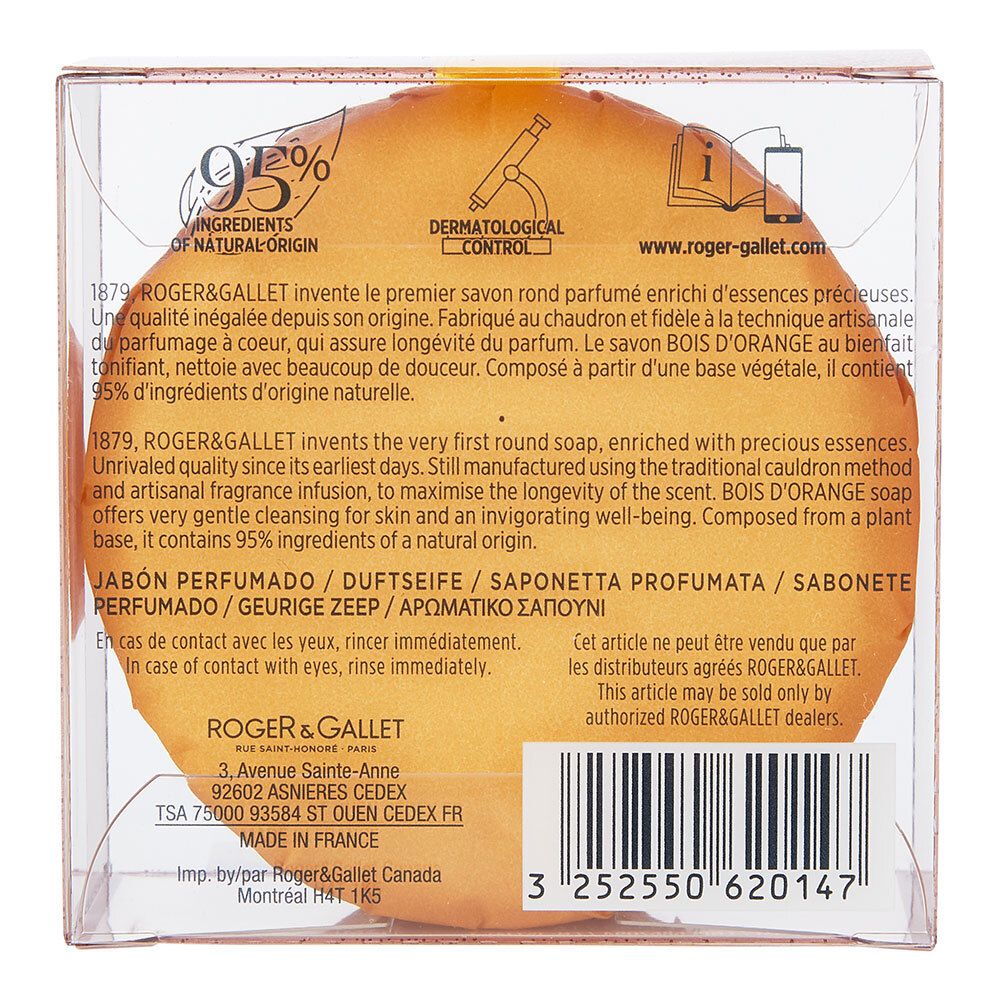 95%
INGREDIENTS
OF NATURAL ORIGIN
DERMATOLOGICAL
CONTROL
i
www.roger-gallet.com
1879, ROGER&GALLET invente le premier savon rond parfumé enrichi d'essences précieuses.
Une qualité inégalée depuis son origine. Fabriqué au chaudron et fidèle à la technique artisanale
du parfumage à coeur, qui assure longévité du parfum. Le savon BOIS D'ORANGE au bienfait
tonifiant, nettoie avec beaucoup de douceur. Composé à partir d'une base végétale, il contient
95% d'ingrédients d'origine naturelle.
1879, ROGER&GALLET invents the very first round soap, enriched with precious essences.
Unrivaled quality since its earliest days. Still manufactured using the traditional cauldron method
and artisanal fragrance infusion, to maximise the longevity of the scent. BOIS D'ORANGE soap
offers very gentle cleansing for skin and an invigorating well-being. Composed from a plant
base, it contains 95% ingredients of a natural origin.
JABÓN PERFUMADO / DUFTSEIFE / SAPONETTA PROFUMATA / SABONETE
PERFUMADO / GEURIGE ZEEP / ΑΡΩΜΑΤΙΚΟ ΣΑΠΟΥΝΙ
En cas de contact avec les yeux, rincer immédiatement.
In case of contact with eyes, rinse immediately.
Cet article ne peut être vendu que par
les distributeurs agréés ROGER&GALLET.
This article may be sold only by
authorized ROGER&GALLET dealers.
ROGER & GALLET
RUE SAINT-HONORÉ · PARIS
3, Avenue Sainte-Anne
92602 ASNIERES CEDEX
TSA 75000 93584 ST OUEN CEDEX FR
MADE IN FRANCE
Imp. by/par Roger&Gallet Canada
Montréal H4T 1K5
3 252550 620147